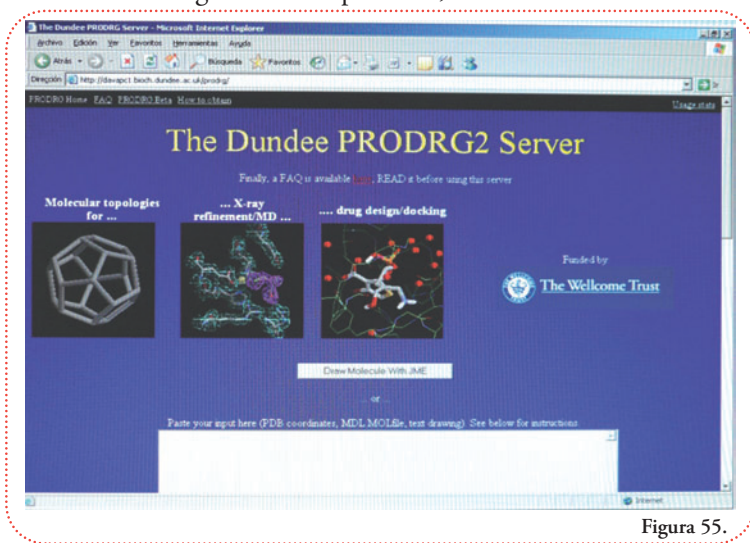 The Dundee PRODRG Server - Microsoft Internet Explorer
Archivo Edición Ver Favoritos Herramientas Ayuda
Atrás Búsqueda Favoritos
Dirección http://davapc1.bioch.dundee.ac.uk/prodrg/
PRODRG Home FAQ PRODRG Beta How to obtain Usage stats
The Dundee PRODRG2 Server
Finally, a FAQ is available here, READ it before using this server
Molecular topologies
for ...
... X-ray
refinement/MD ...
.... drug design/docking
Funded by
The Wellcome Trust
Draw Molecule With JME
... or ...
Paste your input here (PDB coordinates, MDL MOLfile, text drawing). See below for instructions
Internet
Figura 55.